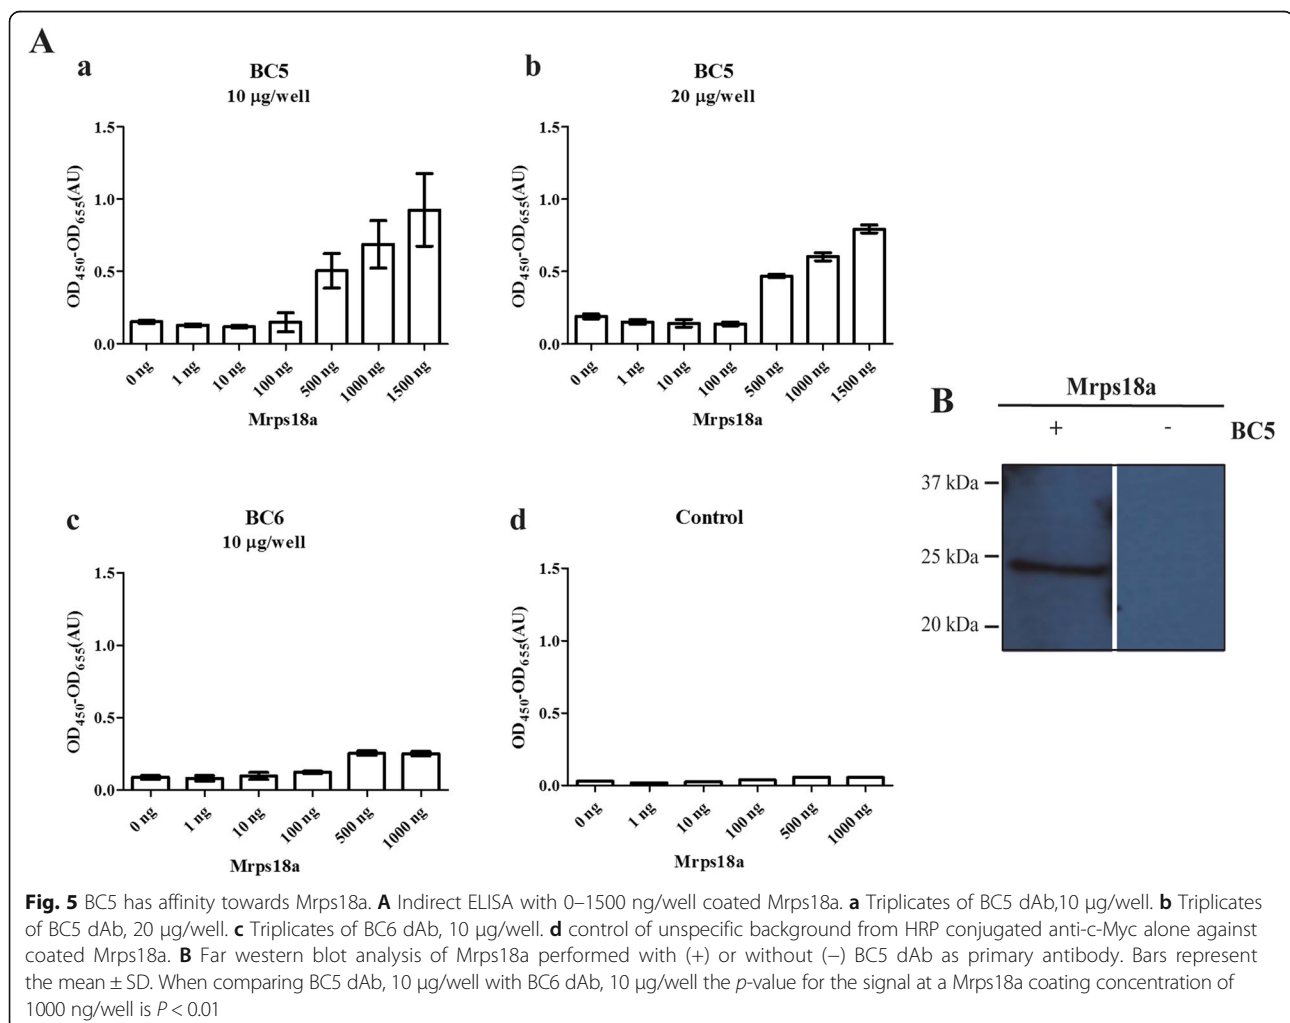 A
a
BC5
10 µg/well
OD450-OD655(AU)
1.5
1.0
0.5
0.0
0 ng
1 ng
10 ng
100 ng
500 ng
1000 ng
1500 ng
Mrps18a
b
BC5
20 µg/well
OD450-OD655(AU)
1.5
1.0
0.5
0.0
0 ng
1 ng
10 ng
100 ng
500 ng
1000 ng
1500 ng
Mrps18a
c
BC6
10 µg/well
OD450-OD655(AU)
1.5
1.0
0.5
0.0
0 ng
1 ng
10 ng
100 ng
500 ng
1000 ng
Mrps18a
d
Control
OD450-OD655(AU)
1.5
1.0
0.5
0.0
0 ng
1 ng
10 ng
100 ng
500 ng
1000 ng
Mrps18a
B
Mrps18a
+ - BC5
37 kDa
25 kDa
20 kDa
Fig. 5 BC5 has affinity towards Mrps18a. A Indirect ELISA with 0–1500 ng/well coated Mrps18a. a Triplicates of BC5 dAb,10 µg/well. b Triplicates
of BC5 dAb, 20 µg/well. c Triplicates of BC6 dAb, 10 µg/well. d control of unspecific background from HRP conjugated anti-c-Myc alone against
coated Mrps18a. B Far western blot analysis of Mrps18a performed with (+) or without (−) BC5 dAb as primary antibody. Bars represent
the mean ± SD. When comparing BC5 dAb, 10 µg/well with BC6 dAb, 10 µg/well the p-value for the signal at a Mrps18a coating concentration of
1000 ng/well is P < 0.01